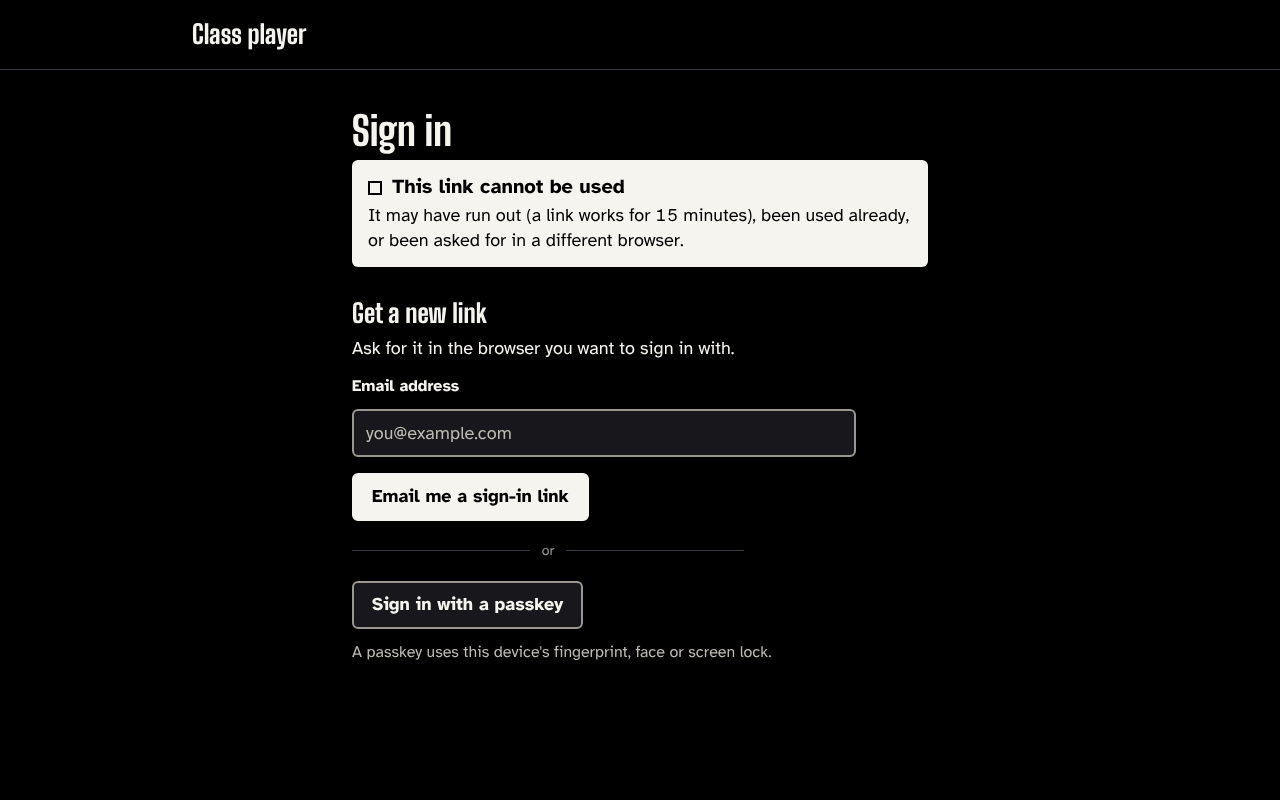 Class player
Sign in
This link cannot be used
It may have run out (a link works for 15 minutes), been used already,
or been asked for in a different browser.
Get a new link
Ask for it in the browser you want to sign in with.
Email address
you@example.com
Email me a sign-in link
or
Sign in with a passkey
A passkey uses this device's fingerprint, face or screen lock.